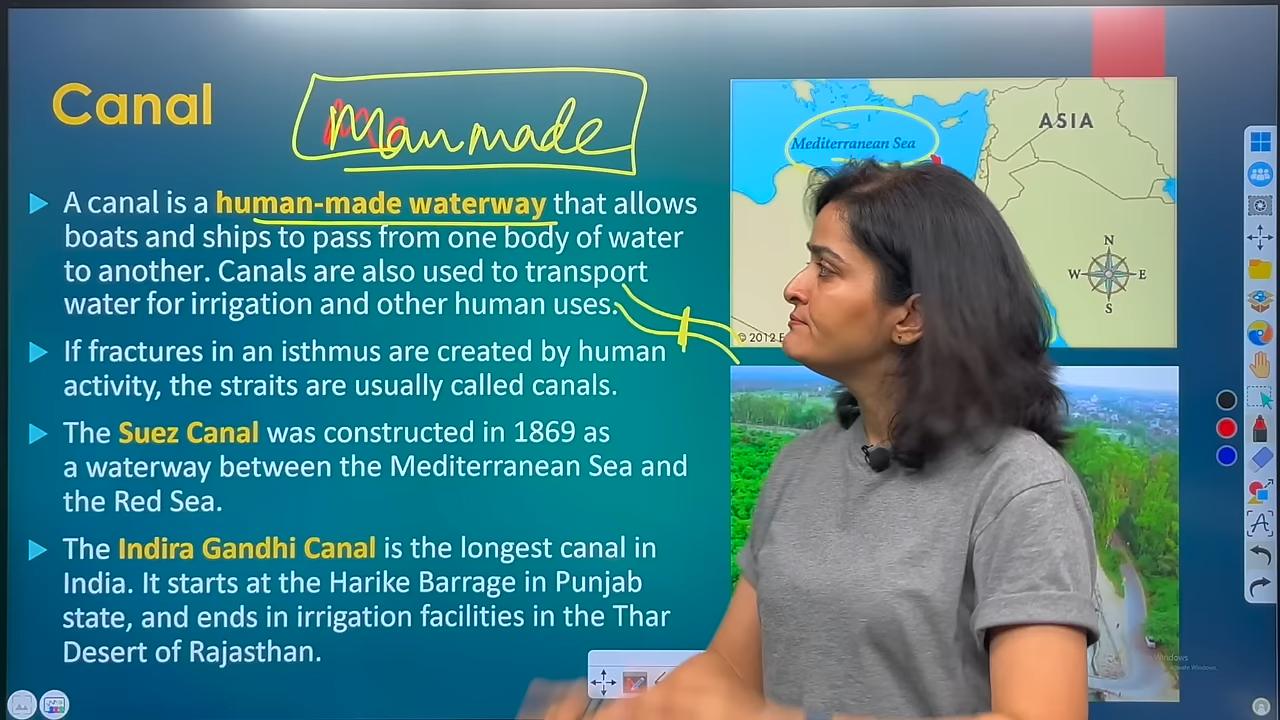 Canal
Manmade
A canal is a human-made waterway that allows
boats and ships to pass from one body of water
to another. Canals are also used to transport
water for irrigation and other human uses.
If fractures in an isthmus are created by human
activity, the straits are usually called canals.
The Suez Canal was constructed in 1869 as
a waterway between the Mediterranean Sea and
the Red Sea.
The Indira Gandhi Canal is the longest canal in
India. It starts at the Harike Barrage in Punjab
state, and ends in irrigation facilities in the Thar
Desert of Rajasthan.
ASIA
Mediterranean Sea
N
W E
S
© 2012
Windows
Activate Windows.
A